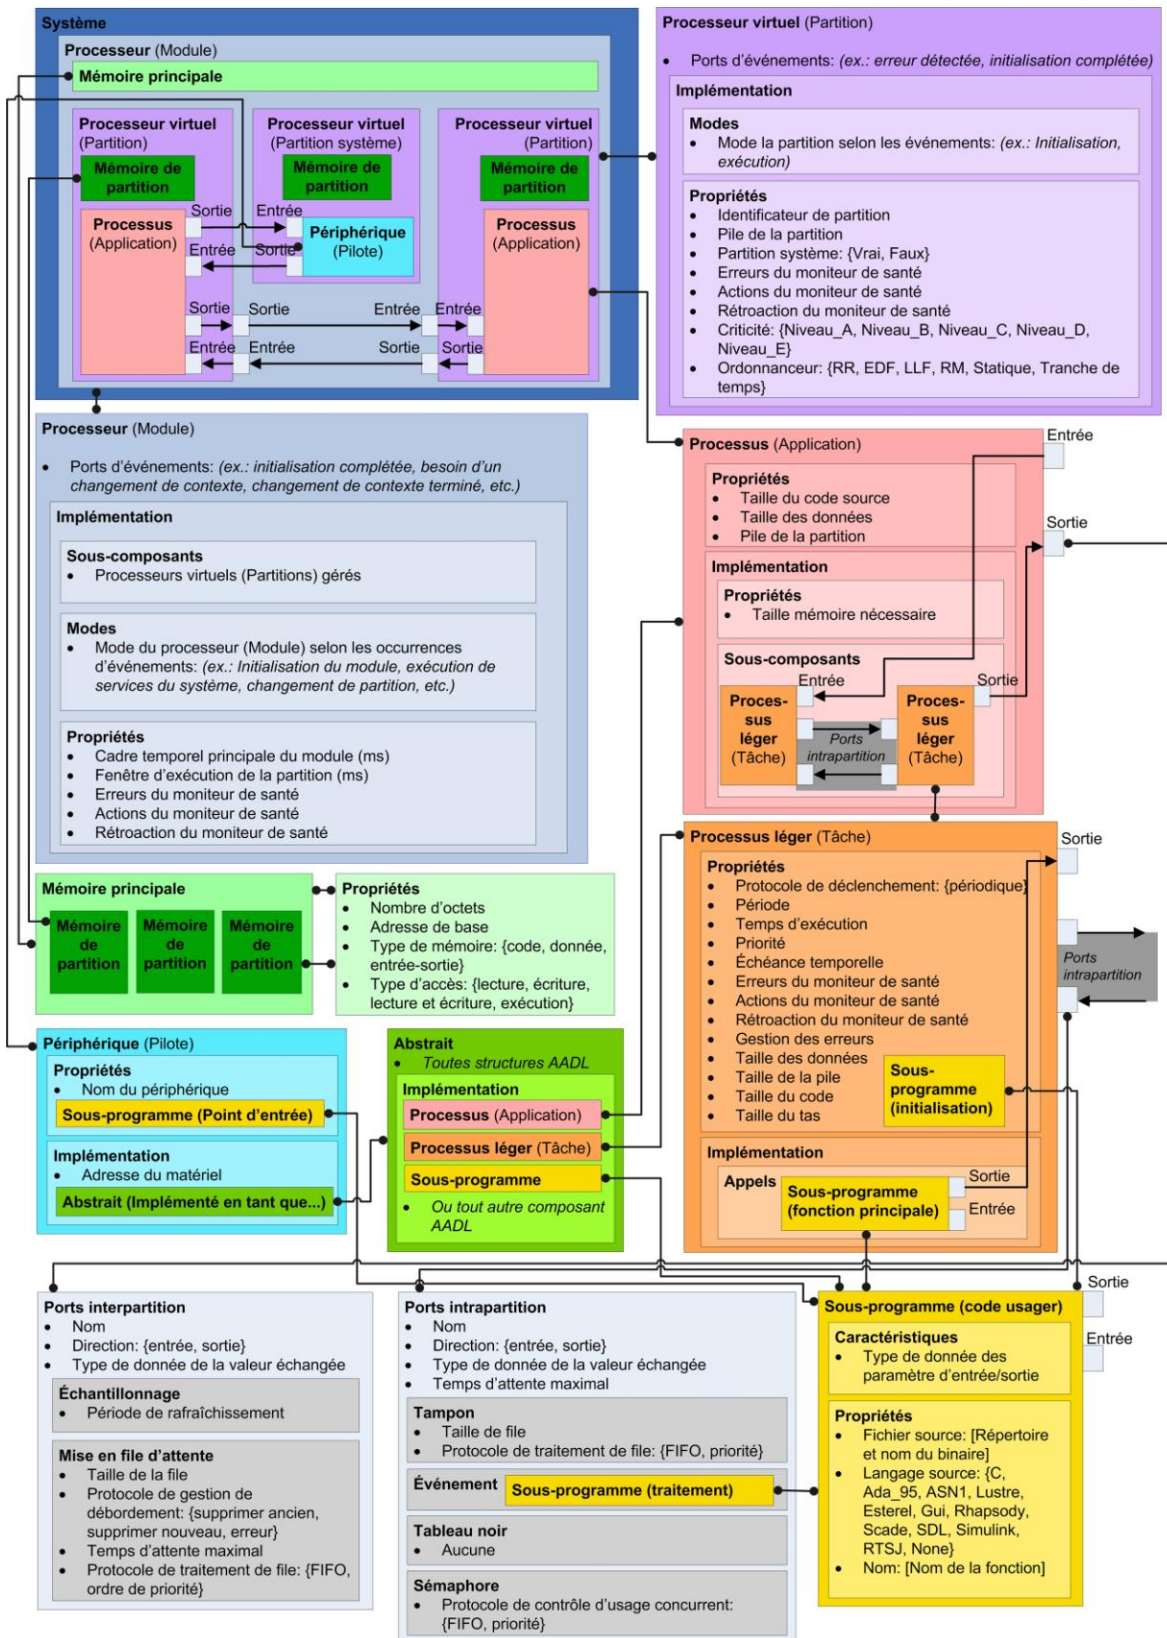 Système
Processeur (Module)
Mémoire principale
Processeur virtuel
(Partition)
Mémoire de
partition
Processus
(Application)
Processeur virtuel
(Partition système)
Mémoire de
partition
Périphérique
(Pilote)
Processeur virtuel
(Partition)
Mémoire de
partition
Processus
(Application)
Sortie
Entrée
Entrée
Sortie
Sortie
Sortie
Entrée
Entrée
Entrée
Entrée
Sortie
Sortie
Processeur virtuel (Partition)
• Ports d'événements: (ex.: erreur détectée, initialisation complétée)
Implémentation
Modes
• Mode la partition selon les événements: (ex.: Initialisation,
exécution)
Propriétés
• Identificateur de partition
• Pile de la partition
• Partition système: {Vrai, Faux}
• Erreurs du moniteur de santé
• Actions du moniteur de santé
• Rétroaction du moniteur de santé
• Criticité: {Niveau_A, Niveau_B, Niveau_C, Niveau_D,
Niveau_E}
• Ordonnanceur: {RR, EDF, LLF, RM, Statique, Tranche de
temps}
Processeur (Module)
• Ports d'événements: (ex.: initialisation complétée, besoin d'un
changement de contexte, changement de contexte terminé, etc.)
Implémentation
Sous-composants
• Processeurs virtuels (Partitions) gérés
Modes
• Mode du processeur (Module) selon les occurrences
d'événements: (ex.: Initialisation du module, exécution de
services du système, changement de partition, etc.)
Propriétés
• Cadre temporel principale du module (ms)
• Fenêtre d'exécution de la partition (ms)
• Erreurs du moniteur de santé
• Actions du moniteur de santé
• Rétroaction du moniteur de santé
Processus (Application)
Entrée
Propriétés
• Taille du code source
• Taille des données
• Pile de la partition
Sortie
Implémentation
Propriétés
• Taille mémoire nécessaire
Sous-composants
Entrée
Sortie
Proces-
sus
léger
(Tâche)
Ports
intrapartition
Proces-
sus
léger
(Tâche)
Mémoire principale
Mémoire
de
partition
Mémoire
de
partition
Mémoire
de
partition
Propriétés
• Nombre d'octets
• Adresse de base
• Type de mémoire: {code, donnée,
entrée-sortie}
• Type d'accès: {lecture, écriture,
lecture et écriture, exécution}
Processus léger (Tâche)
Sortie
Propriétés
• Protocole de déclenchement: {périodique}
• Période
• Temps d'exécution
• Priorité
• Échéance temporelle
• Erreurs du moniteur de santé
• Actions du moniteur de santé
• Rétroaction du moniteur de santé
• Gestion des erreurs
• Taille des données
• Taille de la pile
• Taille du code
• Taille du tas
Sous-
programme
(initialisation)
Ports
intrapartition
Implémentation
Appels
Sous-programme
(fonction principale)
Sortie
Entrée
Périphérique (Pilote)
Propriétés
• Nom du périphérique
Sous-programme (Point d'entrée)
Implémentation
• Adresse du matériel
Abstrait (Implémenté en tant que...)
Abstrait
• Toutes structures AADL
Implémentation
Processus (Application)
Processus léger (Tâche)
Sous-programme
• Ou tout autre composant
AADL
Ports interpartition
• Nom
• Direction: {entrée, sortie}
• Type de donnée de la valeur échangée
Échantillonnage
• Période de rafraîchissement
Mise en file d'attente
• Taille de la file
• Protocole de gestion de
débordement: {supprimer ancien,
supprimer nouveau, erreur}
• Temps d'attente maximal
• Protocole de traitement de file: {FIFO,
ordre de priorité}
Ports intrapartition
• Nom
• Direction: {entrée, sortie}
• Type de donnée de la valeur échangée
• Temps d'attente maximal
Tampon
• Taille de file
• Protocole de traitement de file: {FIFO, priorité}
Événement
Sous-programme (traitement)
Tableau noir
• Aucune
Sémaphore
• Protocole de contrôle d'usage concurrent:
{FIFO, priorité}
Sous-programme (code usager)
Sortie
Entrée
Caractéristiques
• Type de donnée des
paramètre d'entrée/sortie
Propriétés
• Fichier source: [Répertoire
et nom du binaire]
• Langage source: {C,
Ada_95, ASN1, Lustre,
Esterel, Gui, Rhapsody,
Scade, SDL, Simulink,
RTSJ, None}
• Nom: [Nom de la fonction]